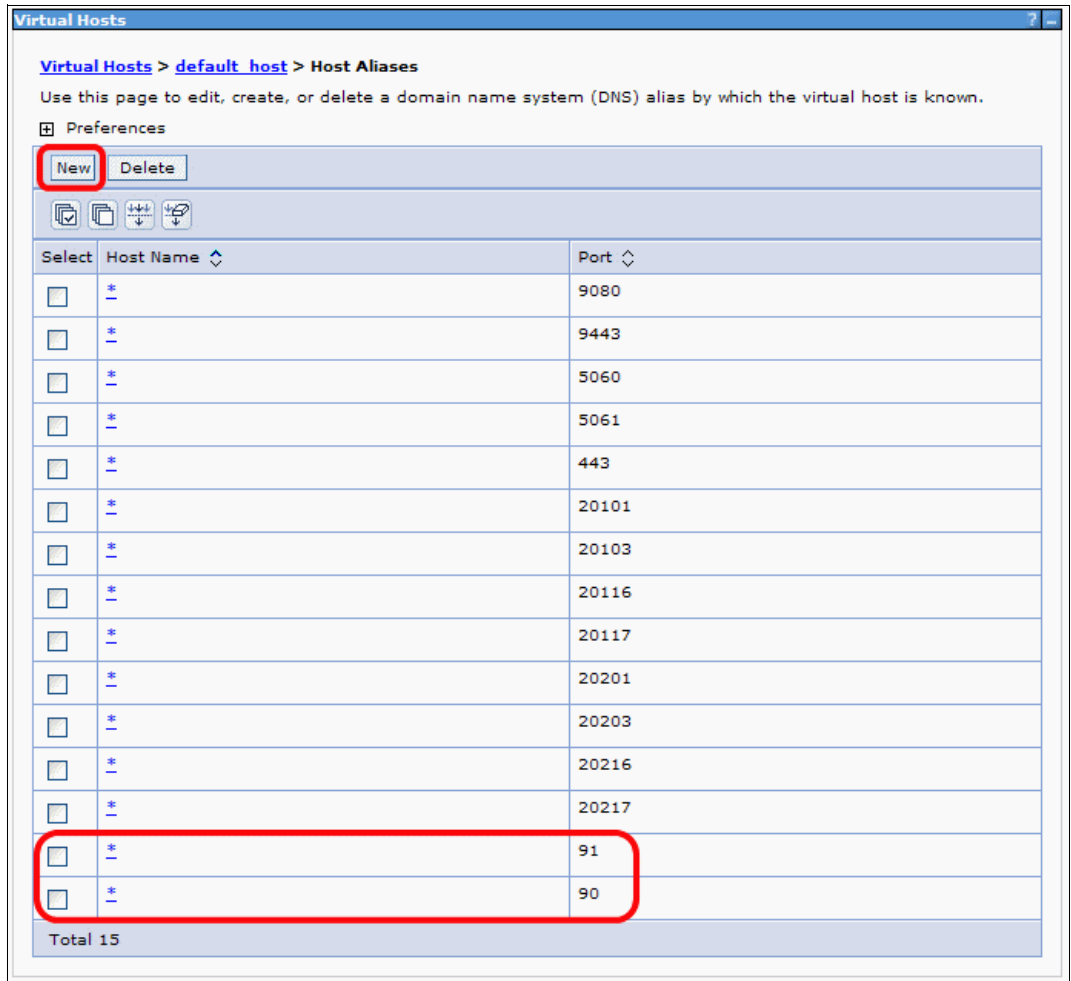 Virtual Hosts ? –
Virtual Hosts > default_host > Host Aliases
Use this page to edit, create, or delete a domain name system (DNS) alias by which the virtual host is known.
+ Preferences
New Delete
Select Host Name Port
* 9080
* 9443
* 5060
* 5061
* 443
* 20101
* 20103
* 20116
* 20117
* 20201
* 20203
* 20216
* 20217
* 91
* 90
Total 15